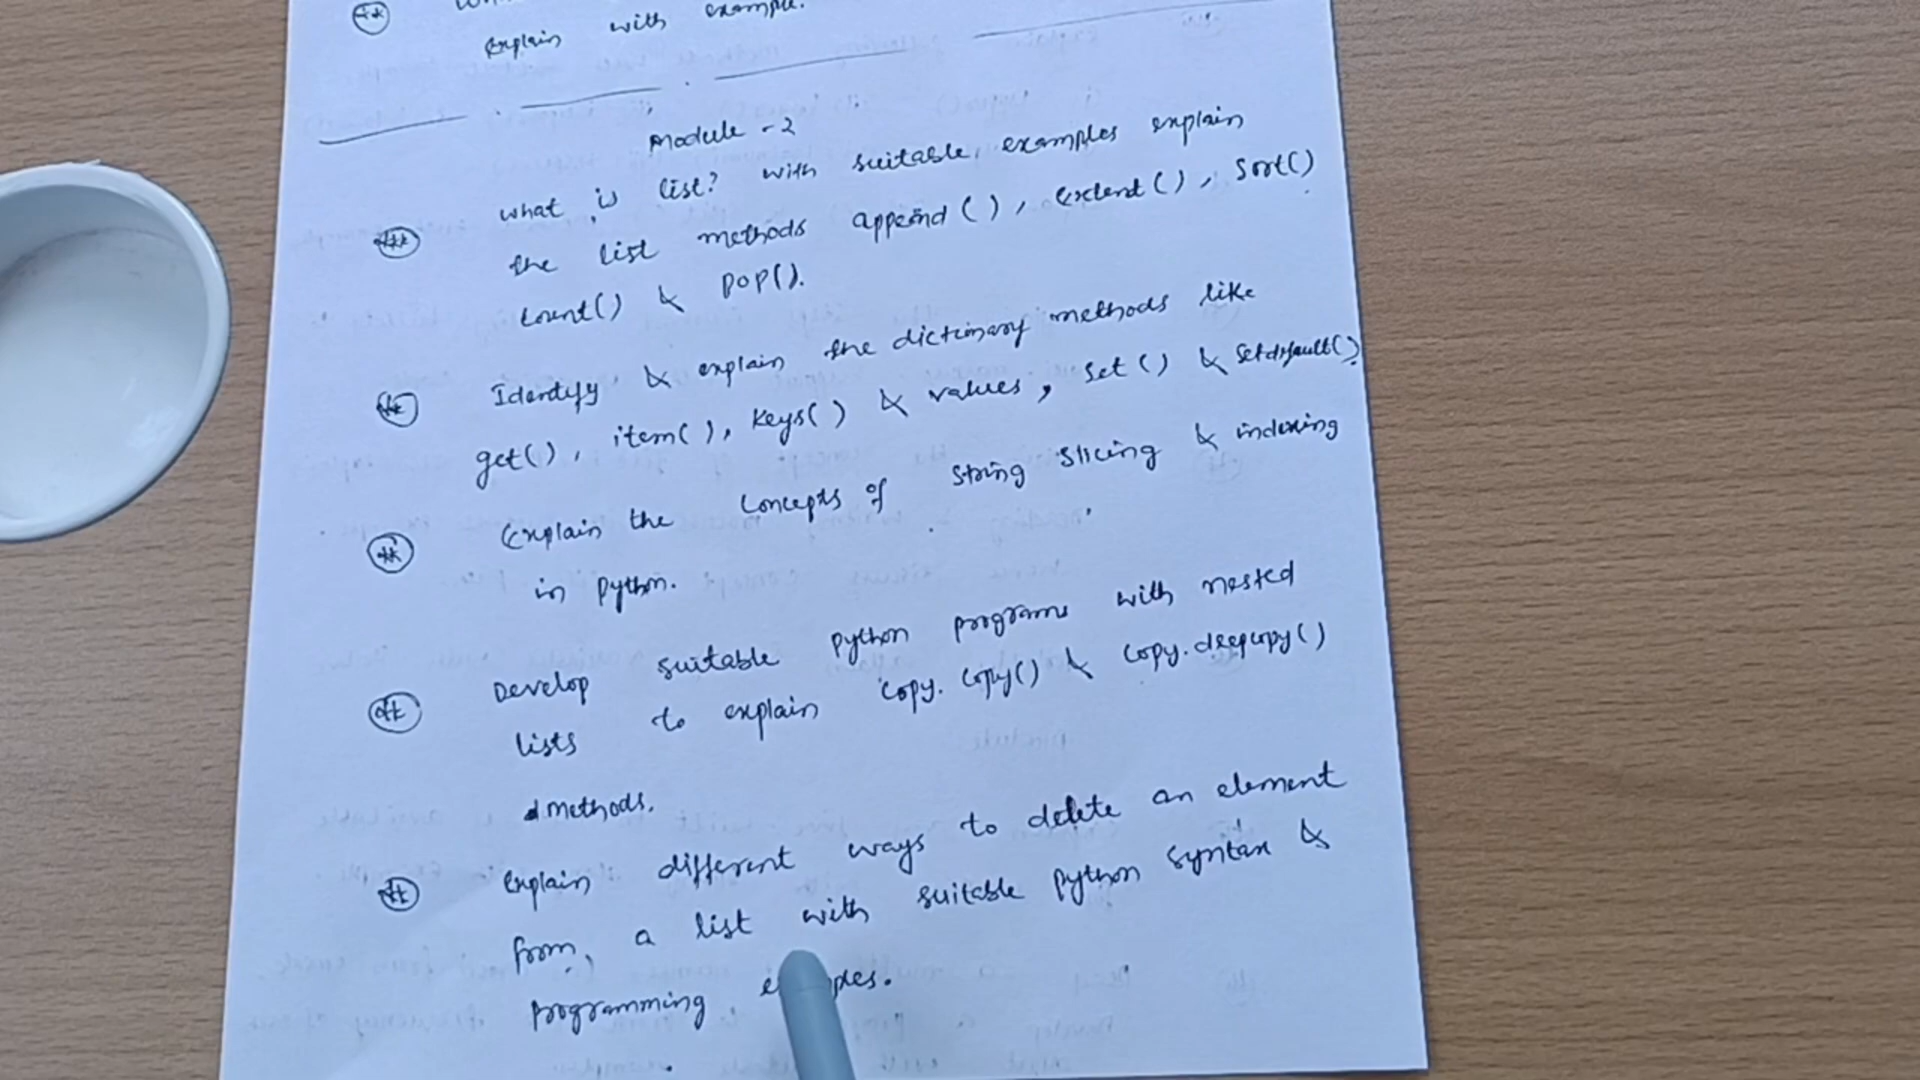 explain with example.
Module - 2
what is list? with suitable examples explain
the list methods append(), extend(), sort()
count() & pop().
Identify & explain the dictionary methods like
get(), item(), keys() & values, set() & setdefault()
Explain the concepts of string slicing & indexing
in python.
Develop suitable python programs with nested
lists to explain copy.copy() & copy.deepcopy()
methods.
Explain different ways to delete an element
from, a list with suitable python syntax &
programming